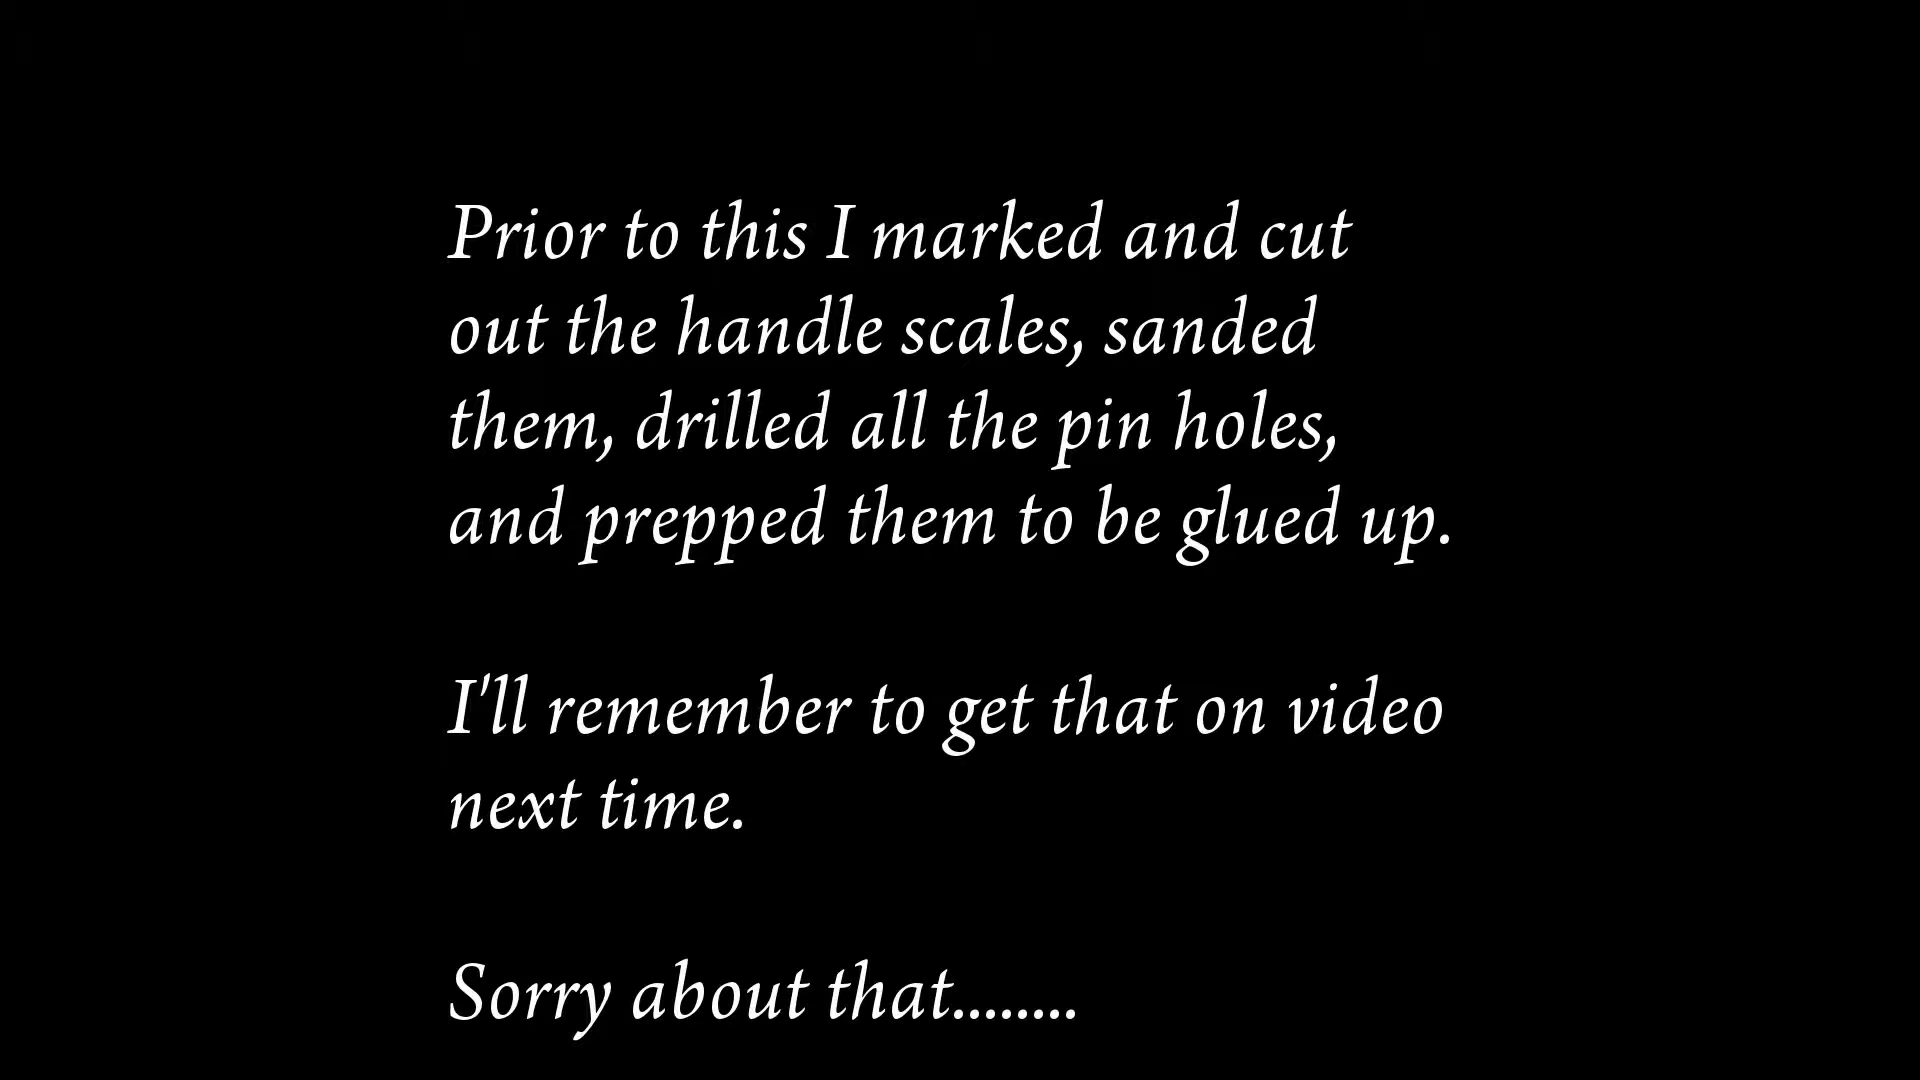 Prior to this I marked and cut
out the handle scales, sanded
them, drilled all the pin holes,
and prepped them to be glued up.
I'll remember to get that on video
next time.
Sorry about that........